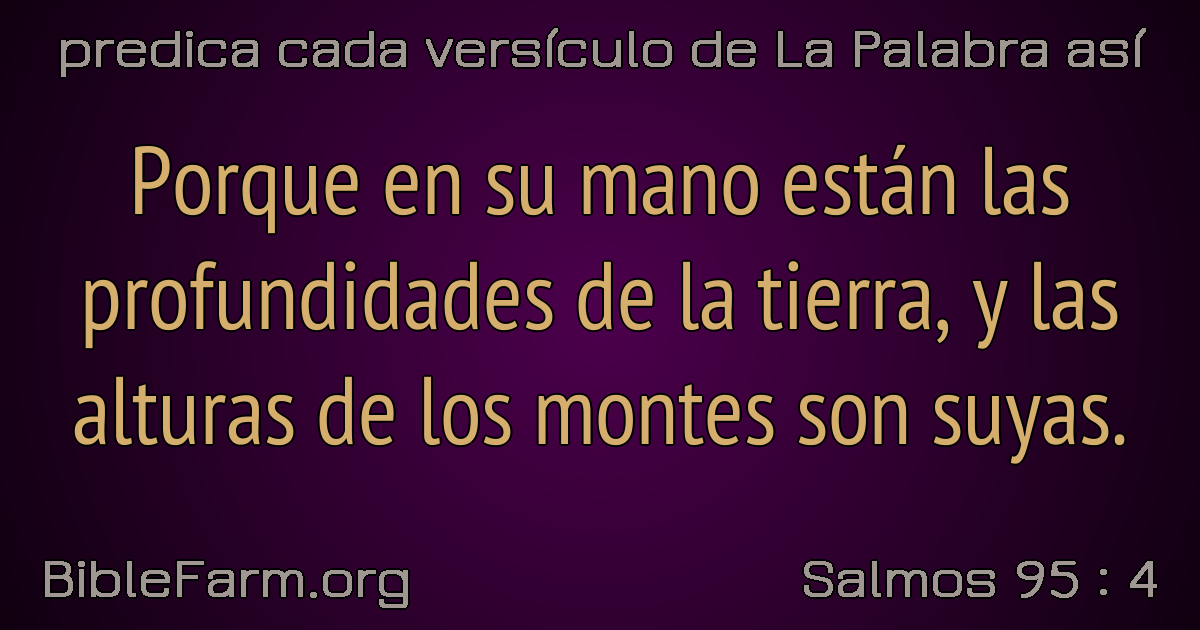 predica cada versículo de La Palabra así
Porque en su mano están las
profundidades de la tierra, y las
alturas de los montes son suyas.
BibleFarm.org
Salmos 95 : 4